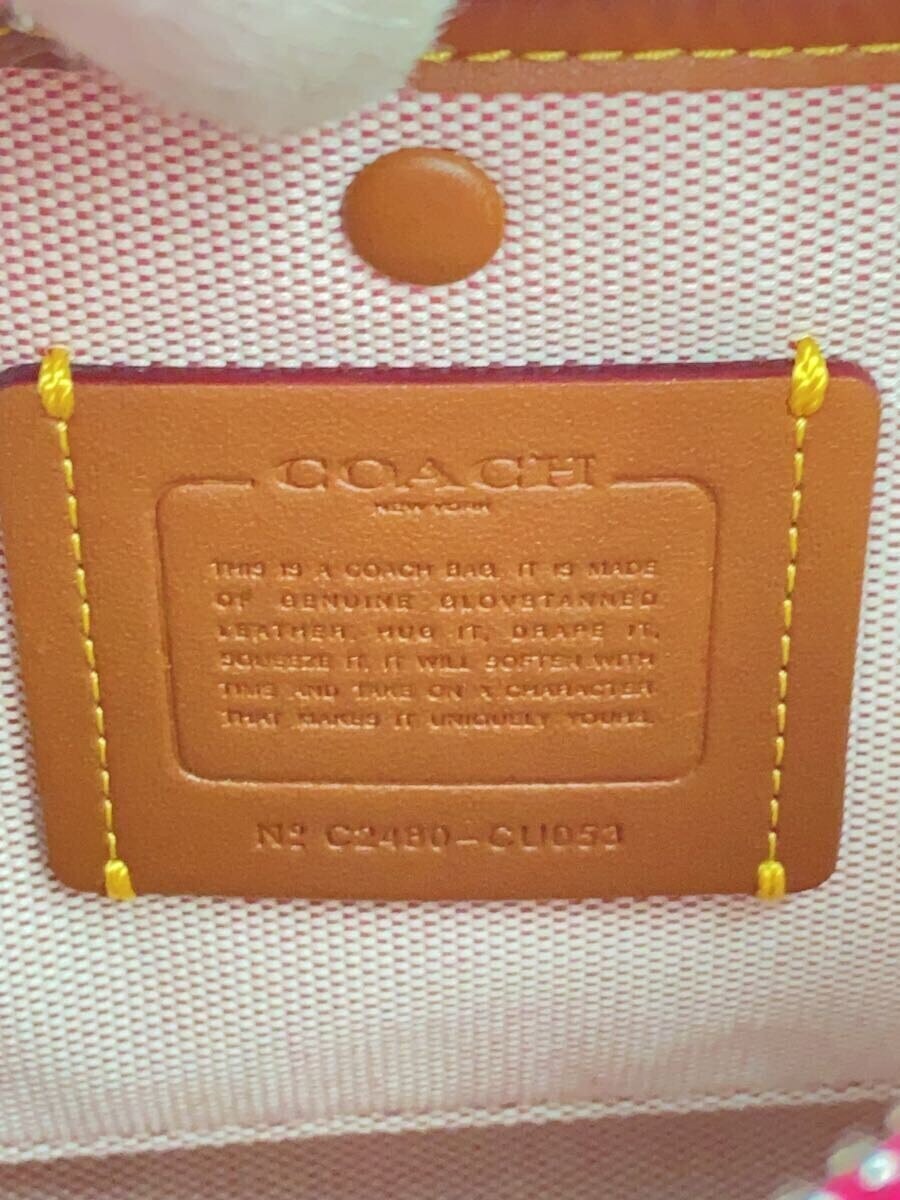 COACH
NEW YORK
THIS IS A COACH BAG. IT IS MADE
OF GENUINE GLOVETANNED
LEATHER. HUG IT, DRAPE IT,
SQUEEZE IT, IT WILL SOFTEN WITH
TIME AND TAKE ON A CHARACTER
THAT MAKES IT UNIQUELY YOURS.
Nº C2480-CU053